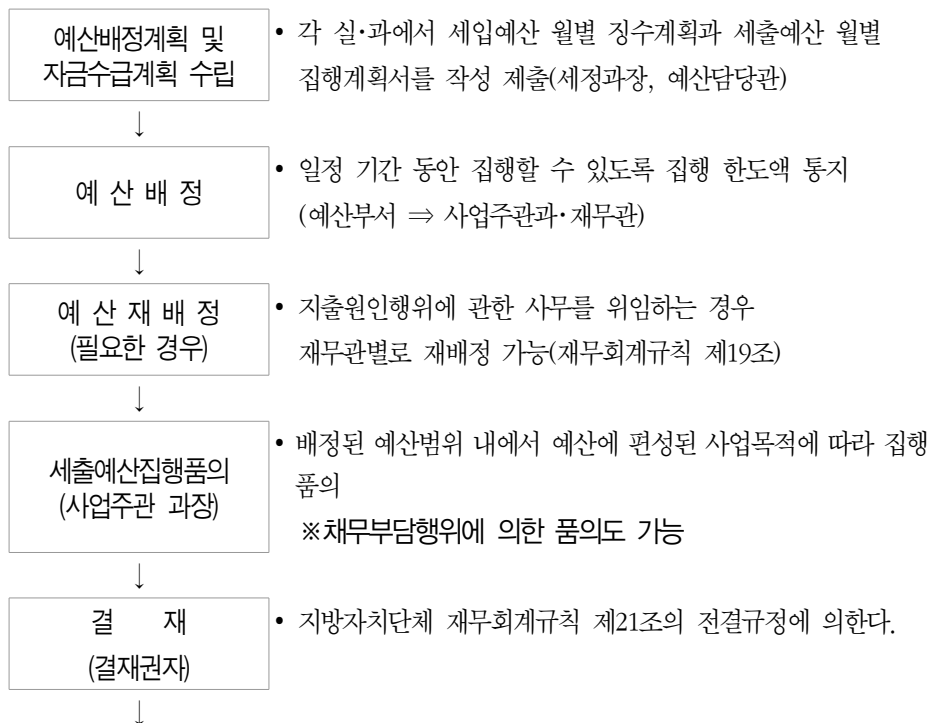 예산배정계획 및
자금수급계획 수립
• 각 실·과에서 세입예산 월별 징수계획과 세출예산 월별
집행계획서를 작성 제출(세정과장, 예산담당관)
↓
예 산 배 정
• 일정 기간 동안 집행할 수 있도록 집행 한도액 통지
(예산부서 ⇒ 사업주관과·재무관)
↓
예 산 재 배 정
(필요한 경우)
• 지출원인행위에 관한 사무를 위임하는 경우
재무관별로 재배정 가능(재무회계규칙 제19조)
↓
세출예산집행품의
(사업주관 과장)
• 배정된 예산범위 내에서 예산에 편성된 사업목적에 따라 집행
품의
※채무부담행위에 의한 품의도 가능
↓
결 재
(결재권자)
• 지방자치단체 재무회계규칙 제21조의 전결규정에 의한다.
↓